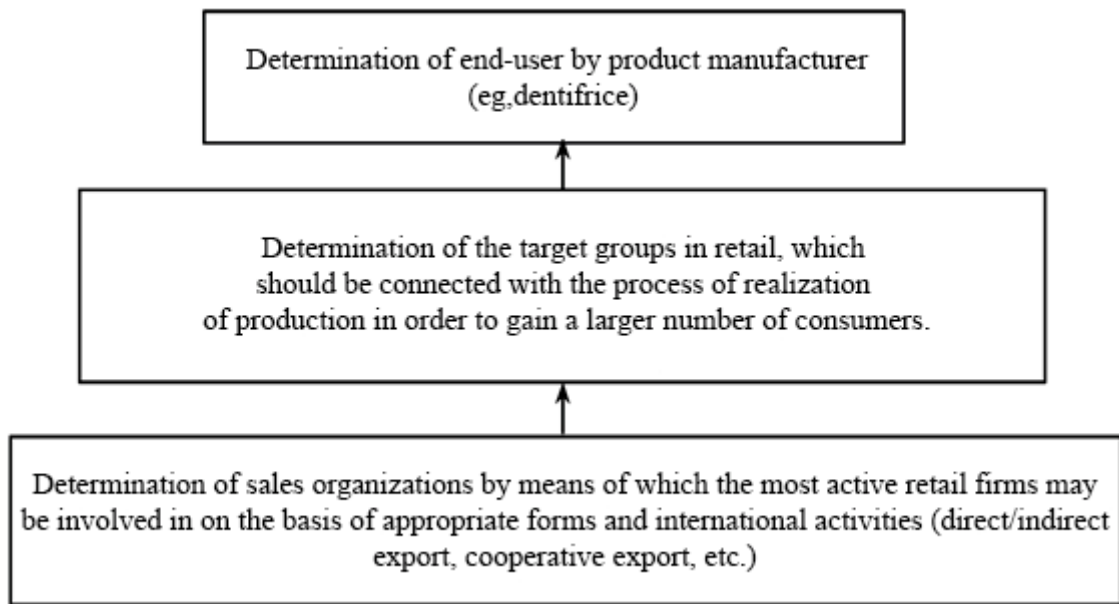 Determination of end-user by product manufacturer
(eg,dentifrice)
Determination of the target groups in retail, which
should be connected with the process of realization
of production in order to gain a larger number of consumers.
Determination of sales organizations by means of which the most active retail firms may
be involved in on the basis of appropriate forms and international activities (direct/indirect
export, cooperative export, etc.)